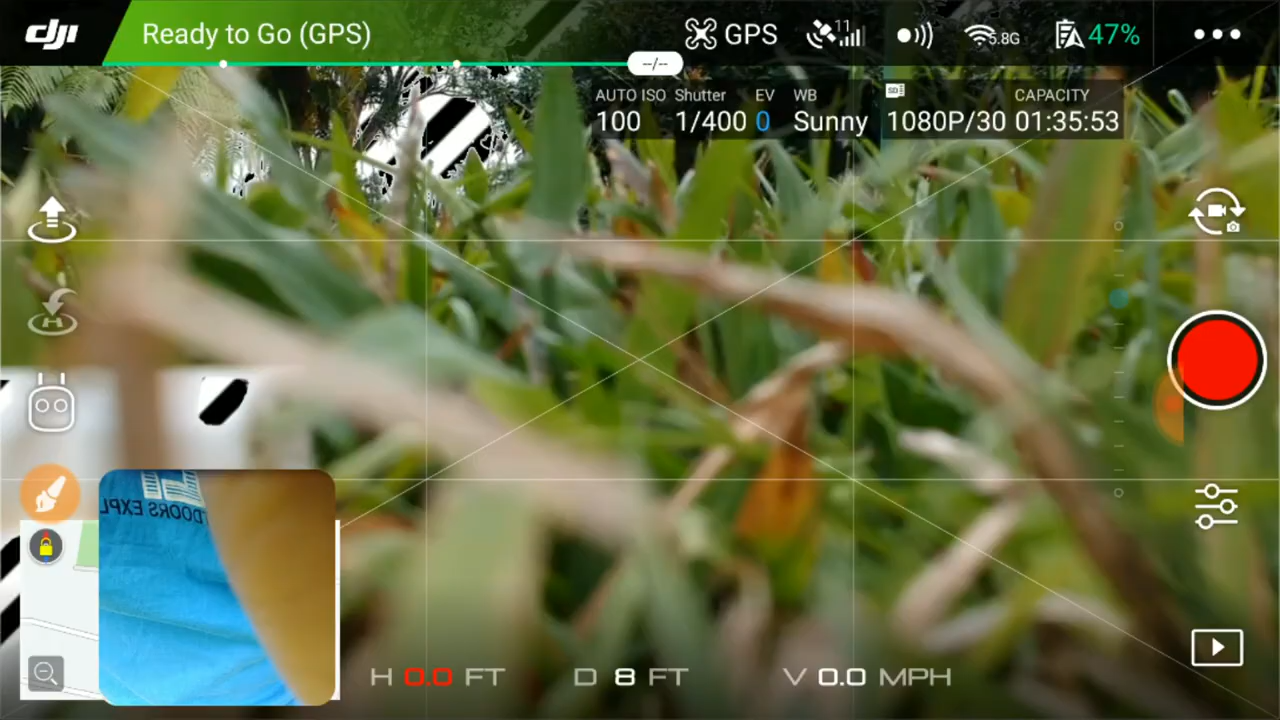 dji Ready to Go (GPS) GPS 11 5.8G 47%
--/--
AUTO ISO Shutter EV WB SD CAPACITY
100 1/400 0 Sunny 1080P/30 01:35:53
DOORS EXPL
H 0.0 FT D 8 FT V 0.0 MPH